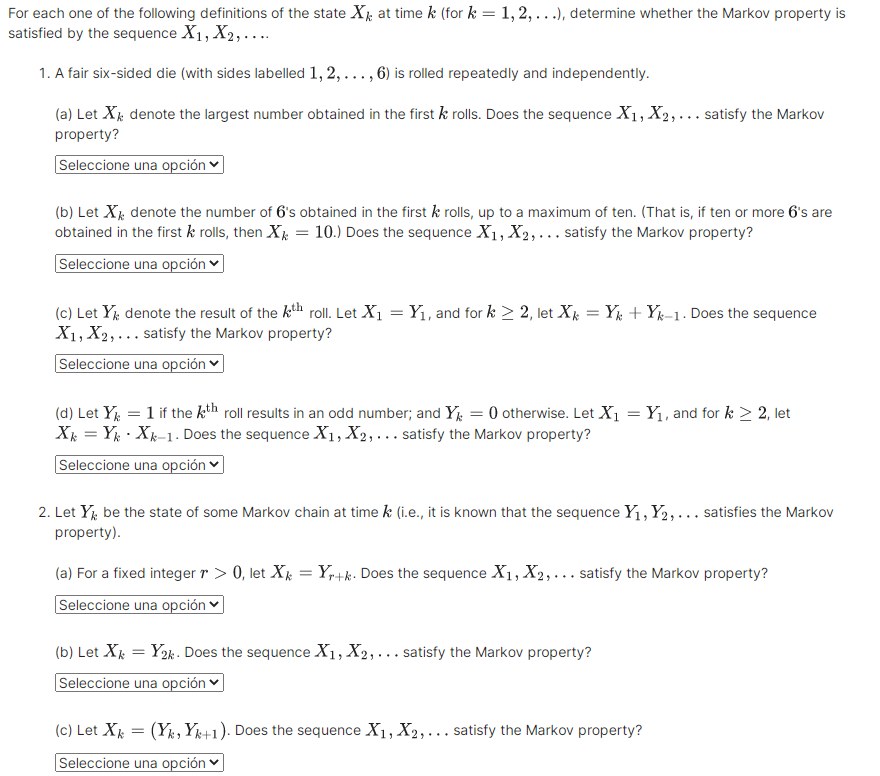 For each one of the following definitions of the state $X_k$ at time $k$ (for $k = 1, 2, \ldots$), determine whether the Markov property is
satisfied by the sequence $X_1, X_2, \ldots$.
1. A fair six-sided die (with sides labelled $1, 2, \ldots, 6$) is rolled repeatedly and independently.
(a) Let $X_k$ denote the largest number obtained in the first $k$ rolls. Does the sequence $X_1, X_2, \ldots$ satisfy the Markov
property?
Seleccione una opción
(b) Let $X_k$ denote the number of $6$'s obtained in the first $k$ rolls, up to a maximum of ten. (That is, if ten or more $6$'s are
obtained in the first $k$ rolls, then $X_k = 10$.) Does the sequence $X_1, X_2, \ldots$ satisfy the Markov property?
Seleccione una opción
(c) Let $Y_k$ denote the result of the $k^{\text{th}}$ roll. Let $X_1 = Y_1$, and for $k \geq 2$, let $X_k = Y_k + Y_{k-1}$. Does the sequence
$X_1, X_2, \ldots$ satisfy the Markov property?
Seleccione una opción
(d) Let $Y_k = 1$ if the $k^{\text{th}}$ roll results in an odd number; and $Y_k = 0$ otherwise. Let $X_1 = Y_1$, and for $k \geq 2$, let
$X_k = Y_k \cdot X_{k-1}$. Does the sequence $X_1, X_2, \ldots$ satisfy the Markov property?
Seleccione una opción
2. Let $Y_k$ be the state of some Markov chain at time $k$ (i.e., it is known that the sequence $Y_1, Y_2, \ldots$ satisfies the Markov
property).
(a) For a fixed integer $r > 0$, let $X_k = Y_{r+k}$. Does the sequence $X_1, X_2, \ldots$ satisfy the Markov property?
Seleccione una opción
(b) Let $X_k = Y_{2k}$. Does the sequence $X_1, X_2, \ldots$ satisfy the Markov property?
Seleccione una opción
(c) Let $X_k = (Y_k, Y_{k+1})$. Does the sequence $X_1, X_2, \ldots$ satisfy the Markov property?
Seleccione una opción